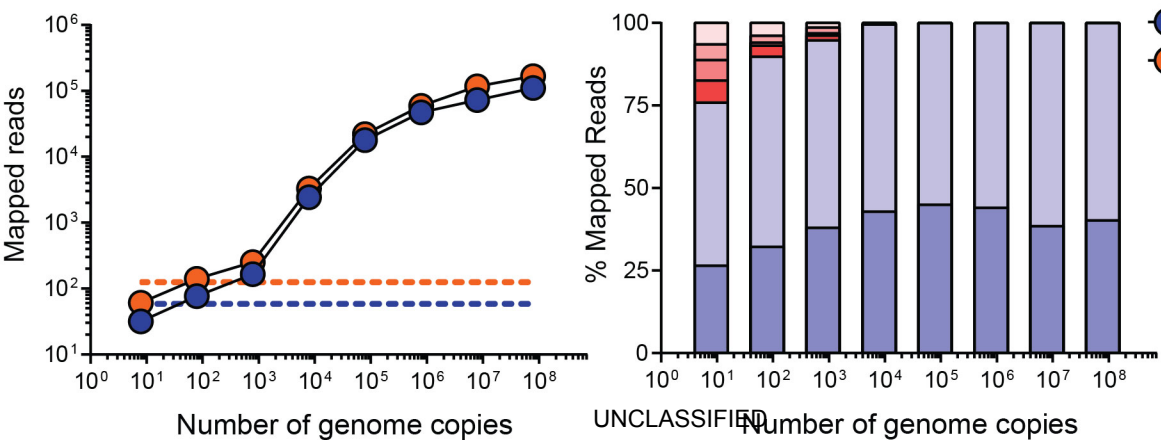 Mapped reads
10⁶
10⁵
10⁴
10³
10²
10¹
10⁰ 10¹ 10² 10³ 10⁴ 10⁵ 10⁶ 10⁷ 10⁸
Number of genome copies
% Mapped Reads
100
75
50
25
0
10⁰ 10¹ 10² 10³ 10⁴ 10⁵ 10⁶ 10⁷ 10⁸
Number of genome copies
UNCLASSIFIED